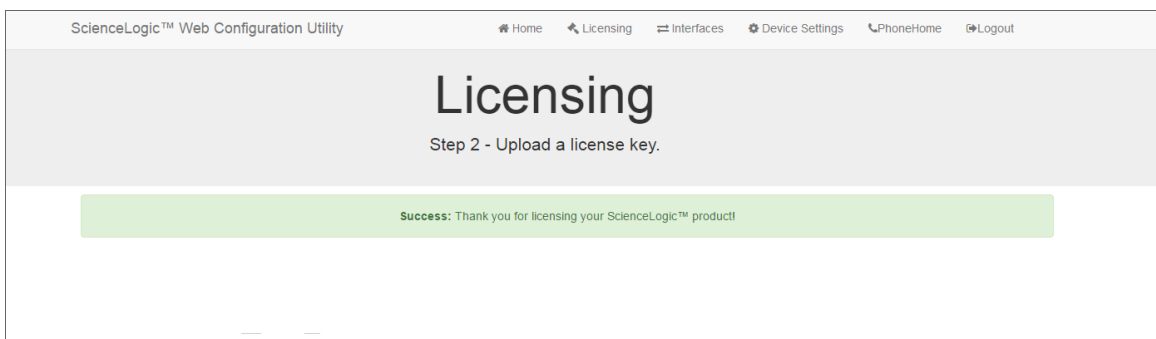 ScienceLogic™ Web Configuration Utility Home Licensing Interfaces Device Settings PhoneHome Logout
Licensing
Step 2 - Upload a license key.
Success: Thank you for licensing your ScienceLogic™ product!